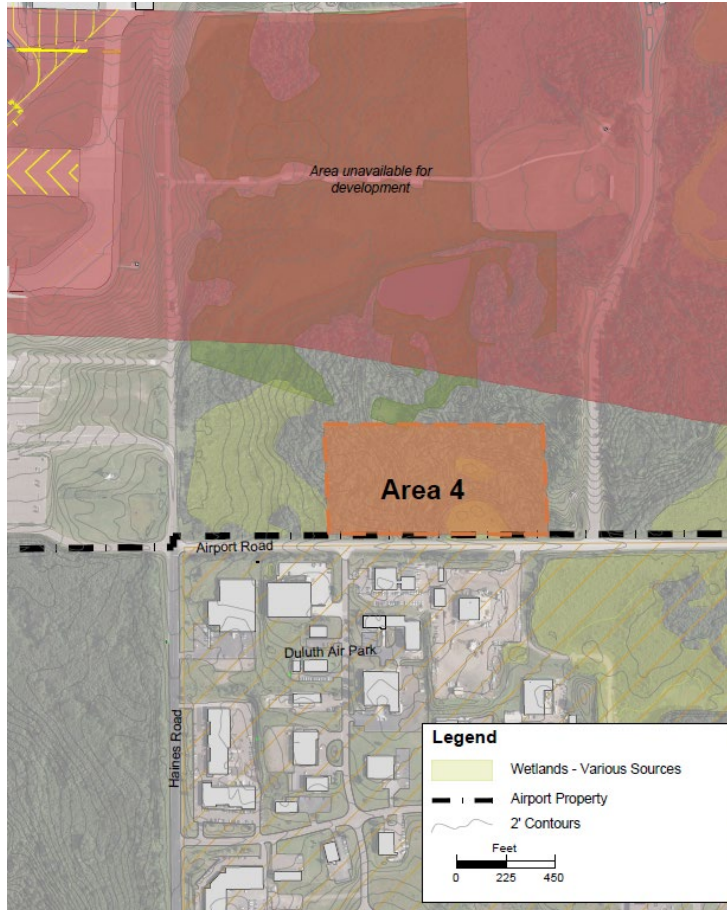 Area unavailable for
development
Area 4
Airport Road
Duluth Air Park
Haines Road
Legend
Wetlands - Various Sources
Airport Property
2' Contours
Feet
0 225 450